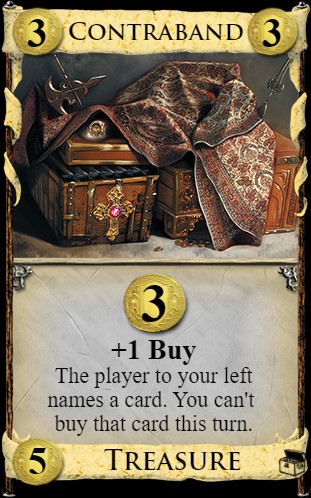 3 CONTRABAND 3
3
+1 Buy
The player to your left
names a card. You can't
buy that card this turn.
5 TREASURE